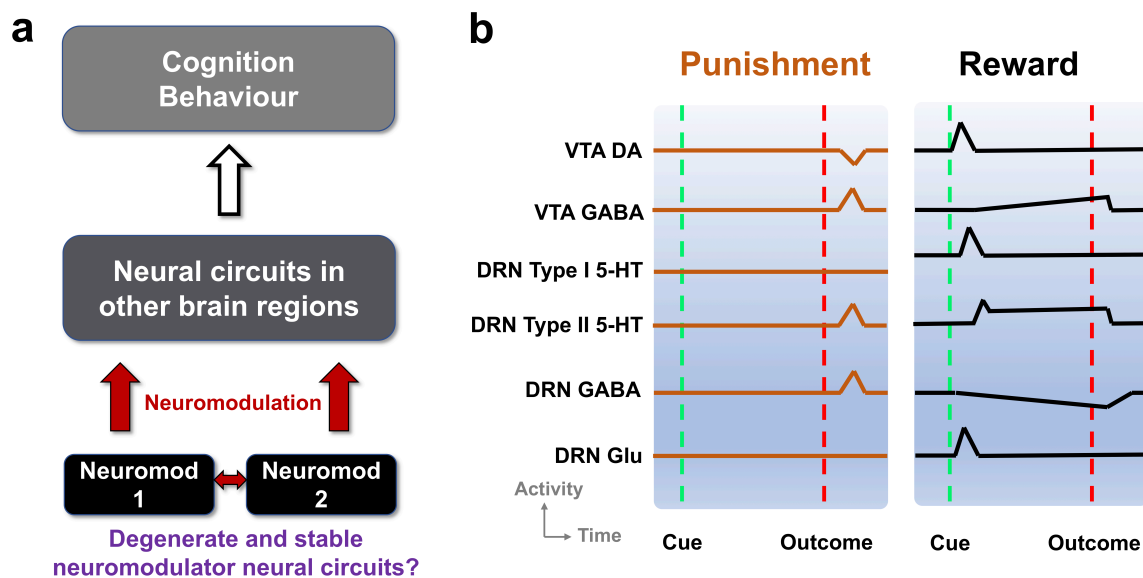 a
Cognition
Behaviour
Neural circuits in
other brain regions
Neuromodulation
Neuromod
1
Neuromod
2
Degenerate and stable
neuromodulator neural circuits?
b
Punishment
Reward
VTA DA
VTA GABA
DRN Type I 5-HT
DRN Type II 5-HT
DRN GABA
DRN Glu
Activity
Time
Cue
Outcome
Cue
Outcome